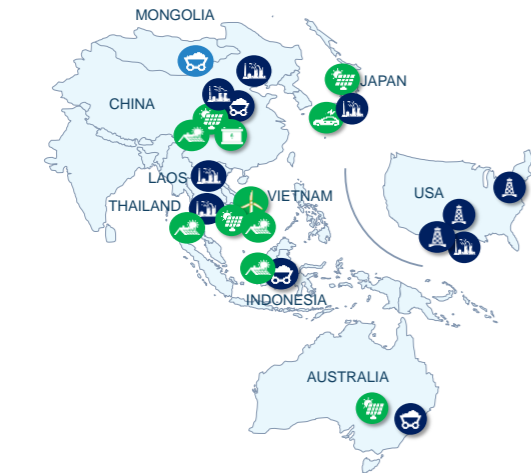 MONGOLIA
JAPAN
CHINA
LAOS
USA
THAILAND
VIETNAM
INDONESIA
AUSTRALIA